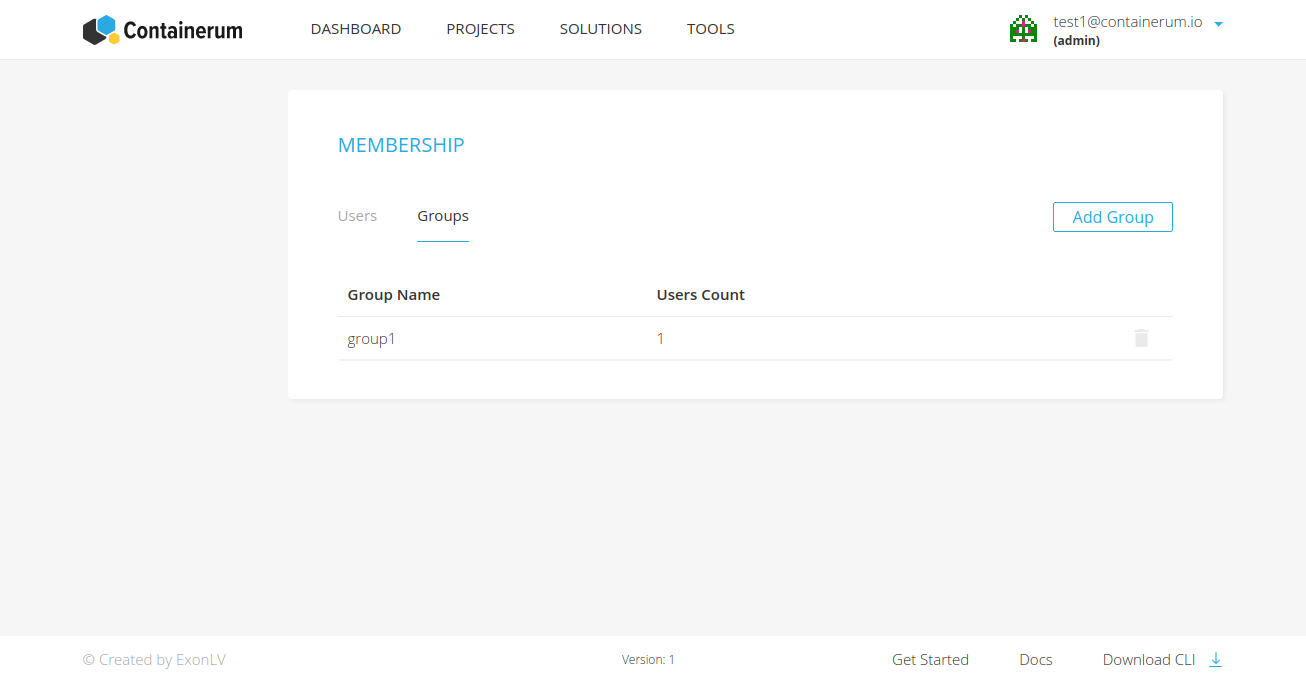 Containerum DASHBOARD PROJECTS SOLUTIONS TOOLS test1@containerum.io
(admin)
MEMBERSHIP
Users Groups Add Group
Group Name Users Count
group1 1
© Created by ExonLV Version: 1 Get Started Docs Download CLI